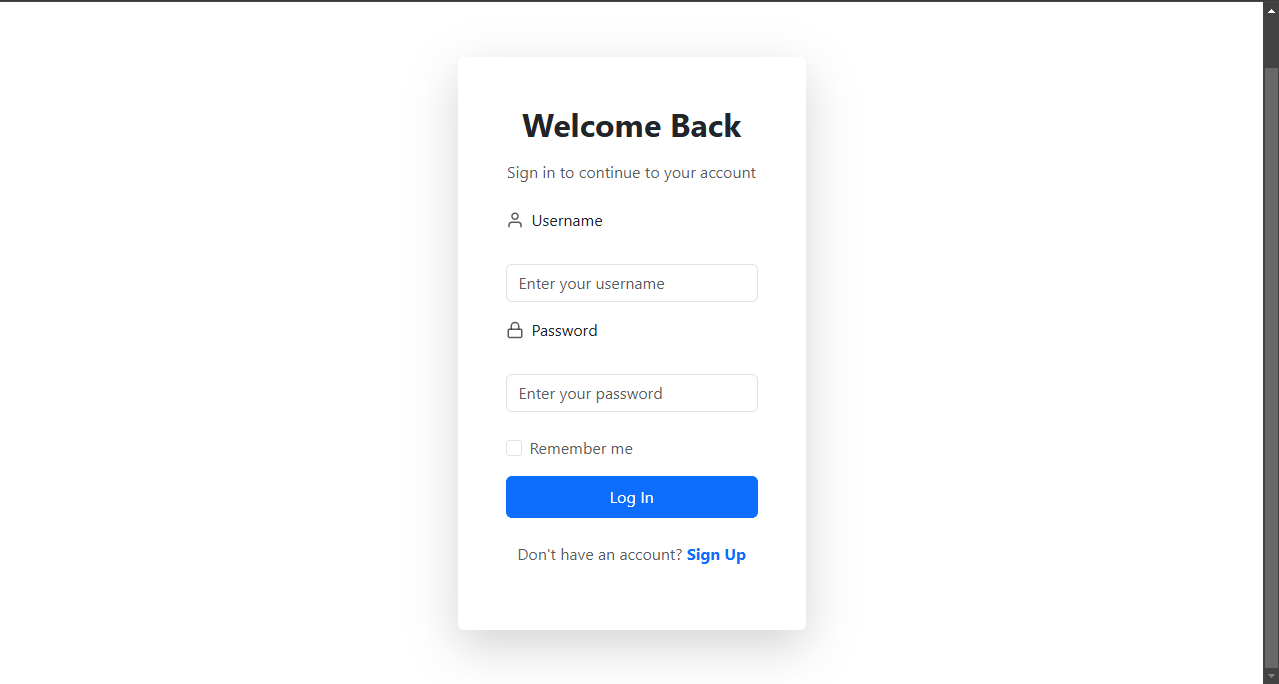 Welcome Back
Sign in to continue to your account
Username
Enter your username
Password
Enter your password
Remember me
Log In
Don't have an account? Sign Up